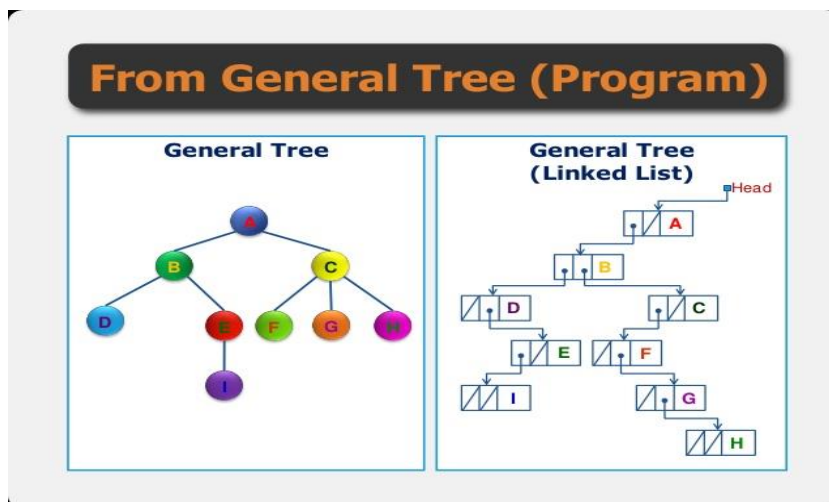 From General Tree (Program)
General Tree
A
B
C
D
E
F
G
H
I
General Tree
(Linked List)
Head
A
B
D
C
E
F
I
G
H